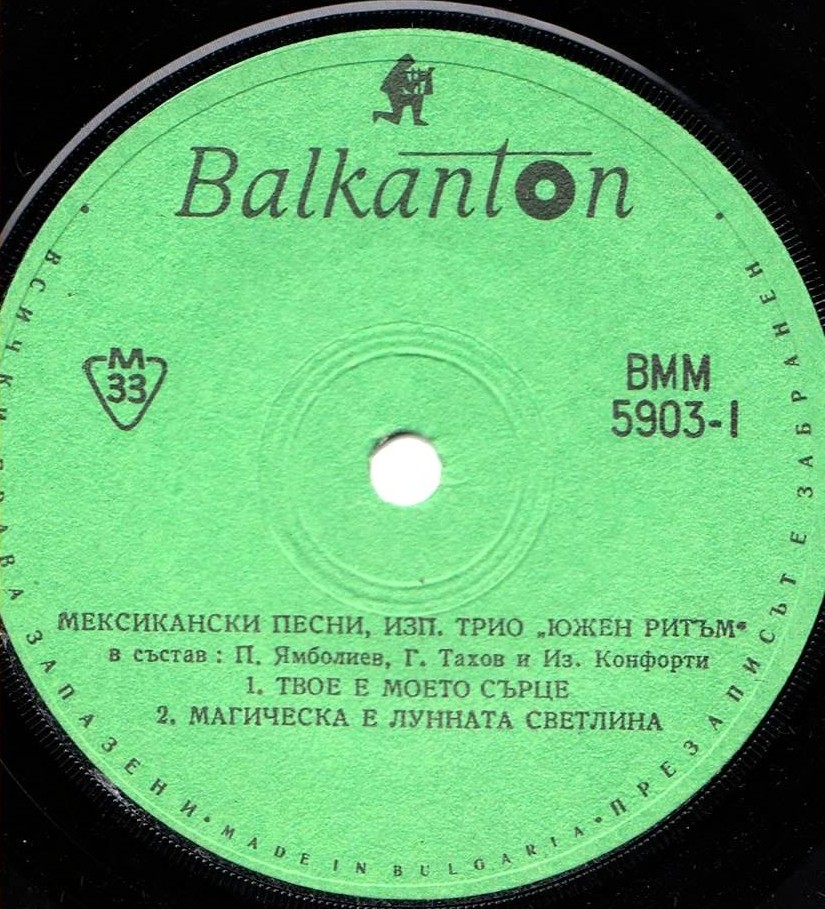 Balkanton
М
33
ВММ
5903-1
МЕКСИКАНСКИ ПЕСНИ, ИЗП. ТРИО „ЮЖЕН РИТЪМ“
в състав : П. Ямболиев, Г. Тахов и Из. Конфорти
1. ТВОЕ Е МОЕТО СЪРЦЕ
2. МАГИЧЕСКА Е ЛУННАТА СВЕТЛИНА
• ВСИЧКИ ПРАВА ЗАПАЗЕНИ • MADE IN BULGARIA • ПРЕЗАПИСЪТ Е ЗАБРАНЕН •